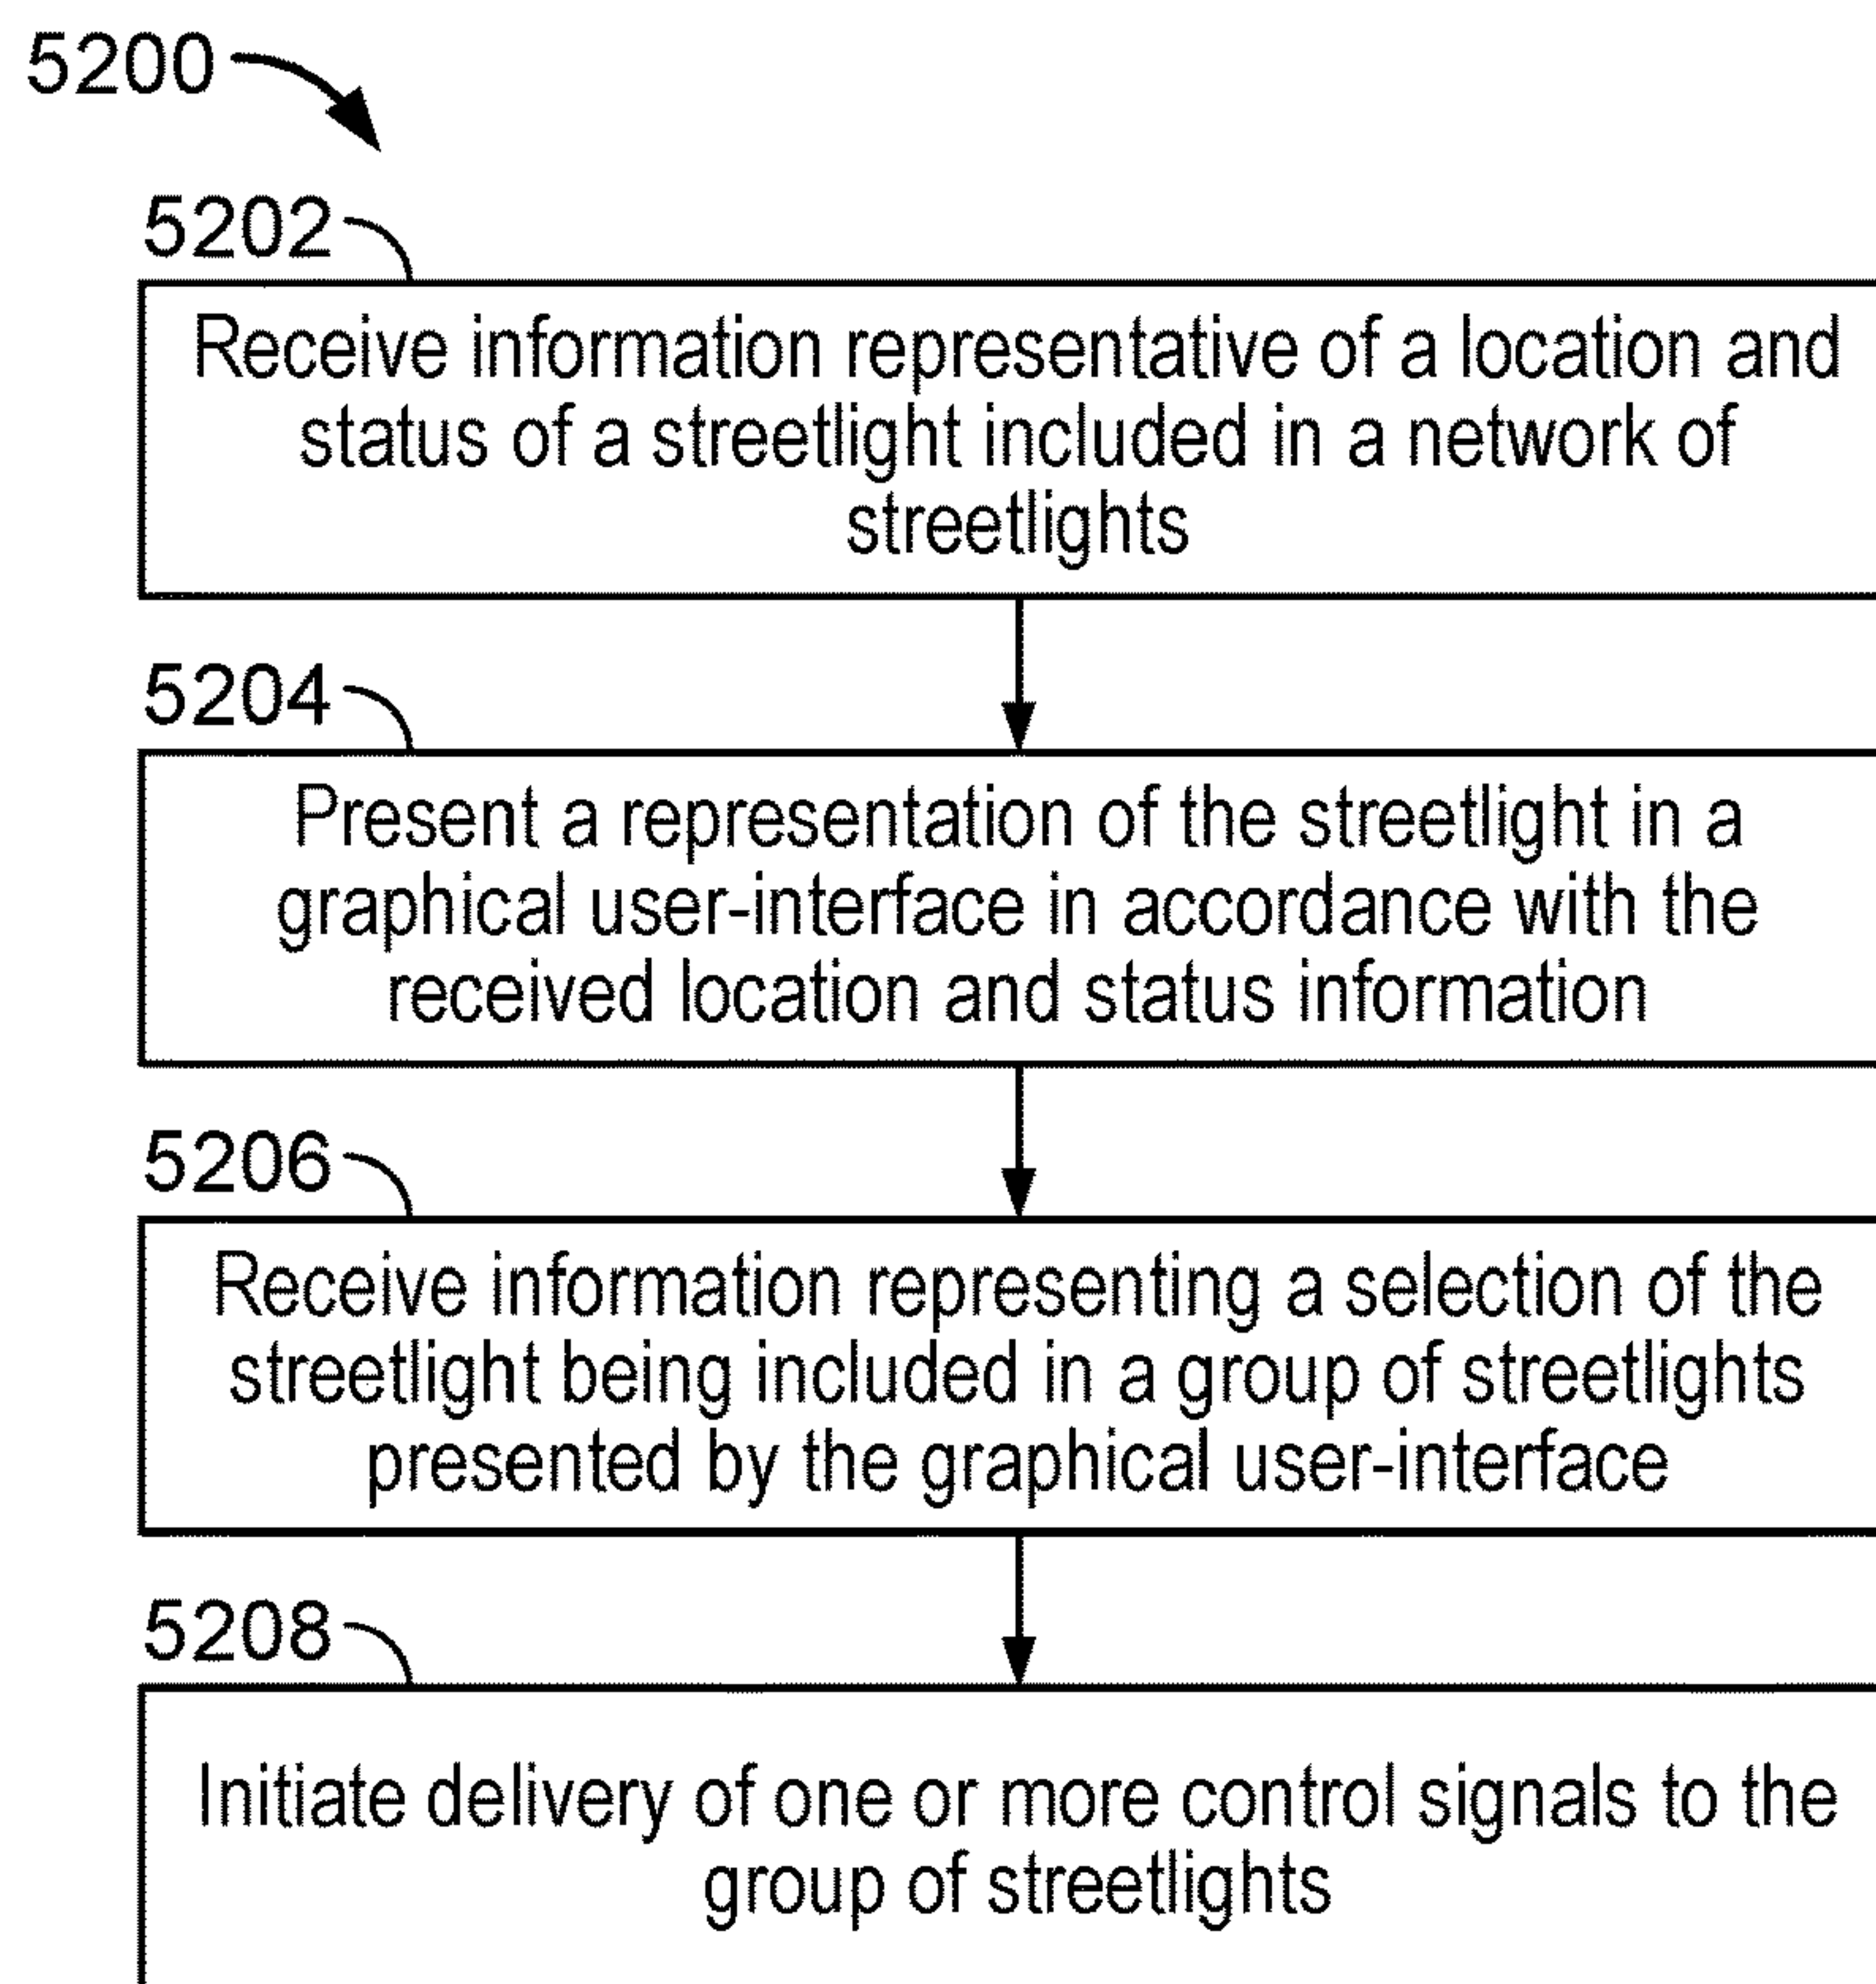 5200
5202
Receive information representative of a location and
status of a streetlight included in a network of
streetlights
5204
Present a representation of the streetlight in a
graphical user-interface in accordance with the
received location and status information
5206
Receive information representing a selection of the
streetlight being included in a group of streetlights
presented by the graphical user-interface
5208
Initiate delivery of one or more control signals to the
group of streetlights